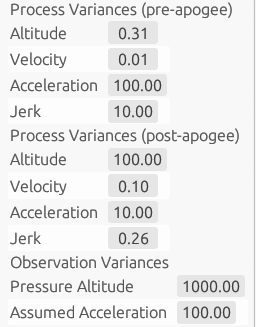 Process Variances (pre-apogee)
Altitude 0.31
Velocity 0.01
Acceleration 100.00
Jerk 10.00
Process Variances (post-apogee)
Altitude 100.00
Velocity 0.10
Acceleration 10.00
Jerk 0.26
Observation Variances
Pressure Altitude 1000.00
Assumed Acceleration 100.00